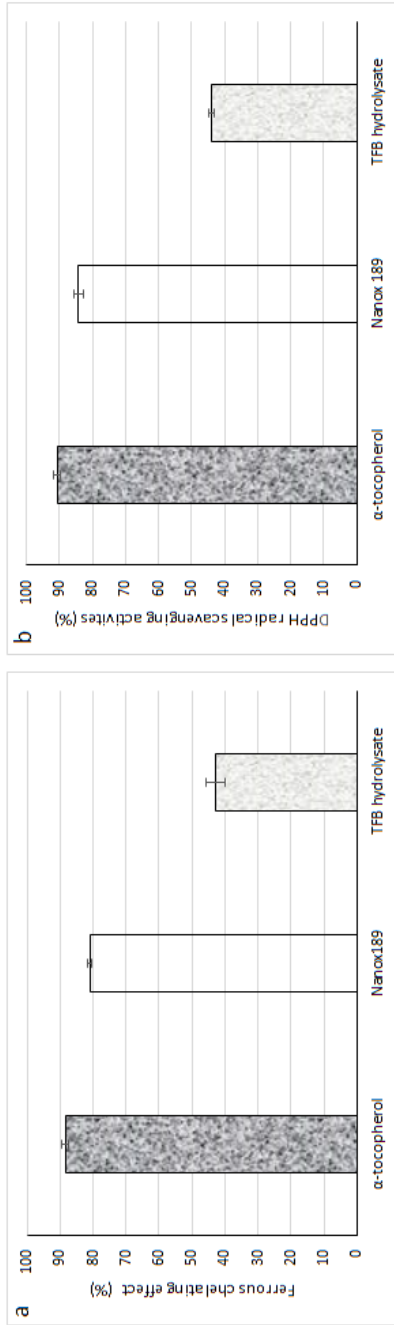 a
Ferrous chelating effect (%)
100
90
80
70
60
50
40
30
20
10
0
α-tocopherol
Nanox189
TFB hydrolysate
b
DPPH radical scavenging activites (%)
100
90
80
70
60
50
40
30
20
10
0
α-tocopherol
Nanox 189
TFB hydrolysate